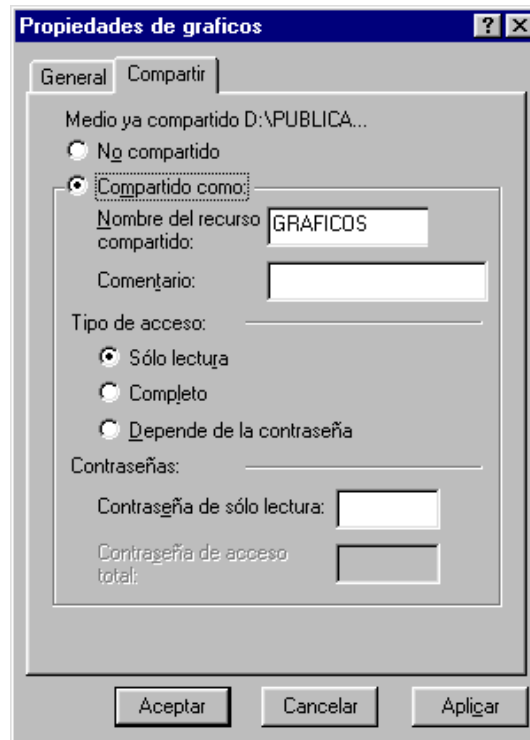 Propiedades de graficos
General Compartir
Medio ya compartido D:\PUBLICA...
No compartido
Compartido como:
Nombre del recurso
compartido:
GRAFICOS
Comentario:
Tipo de acceso:
Sólo lectura
Completo
Depende de la contraseña
Contraseñas:
Contraseña de sólo lectura:
Contraseña de acceso
total:
Aceptar Cancelar Aplicar